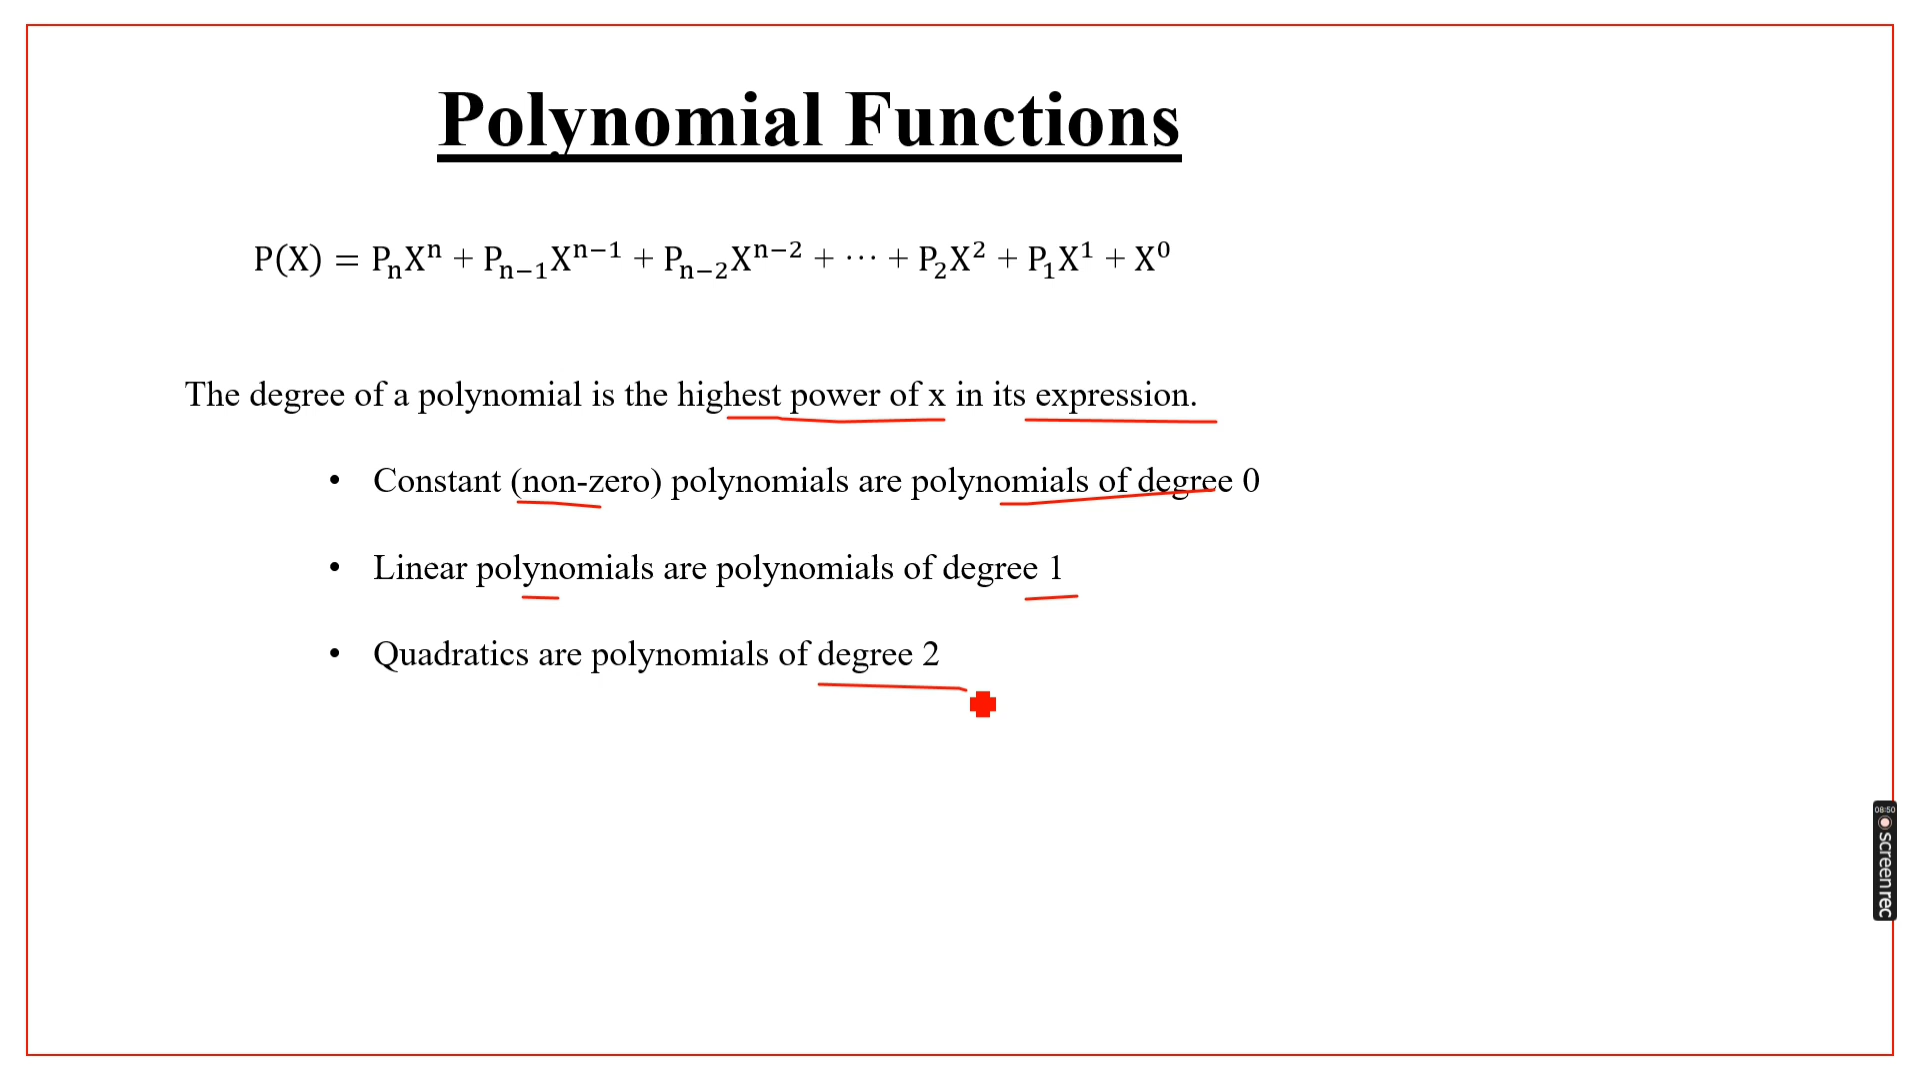 Polynomial Functions
P(X) = PₙXⁿ + Pₙ₋₁Xⁿ⁻¹ + Pₙ₋₂Xⁿ⁻² + ⋯ + P₂X² + P₁X¹ + X⁰
The degree of a polynomial is the highest power of x in its expression.
• Constant (non-zero) polynomials are polynomials of degree 0
• Linear polynomials are polynomials of degree 1
• Quadratics are polynomials of degree 2
08:50
screenrec